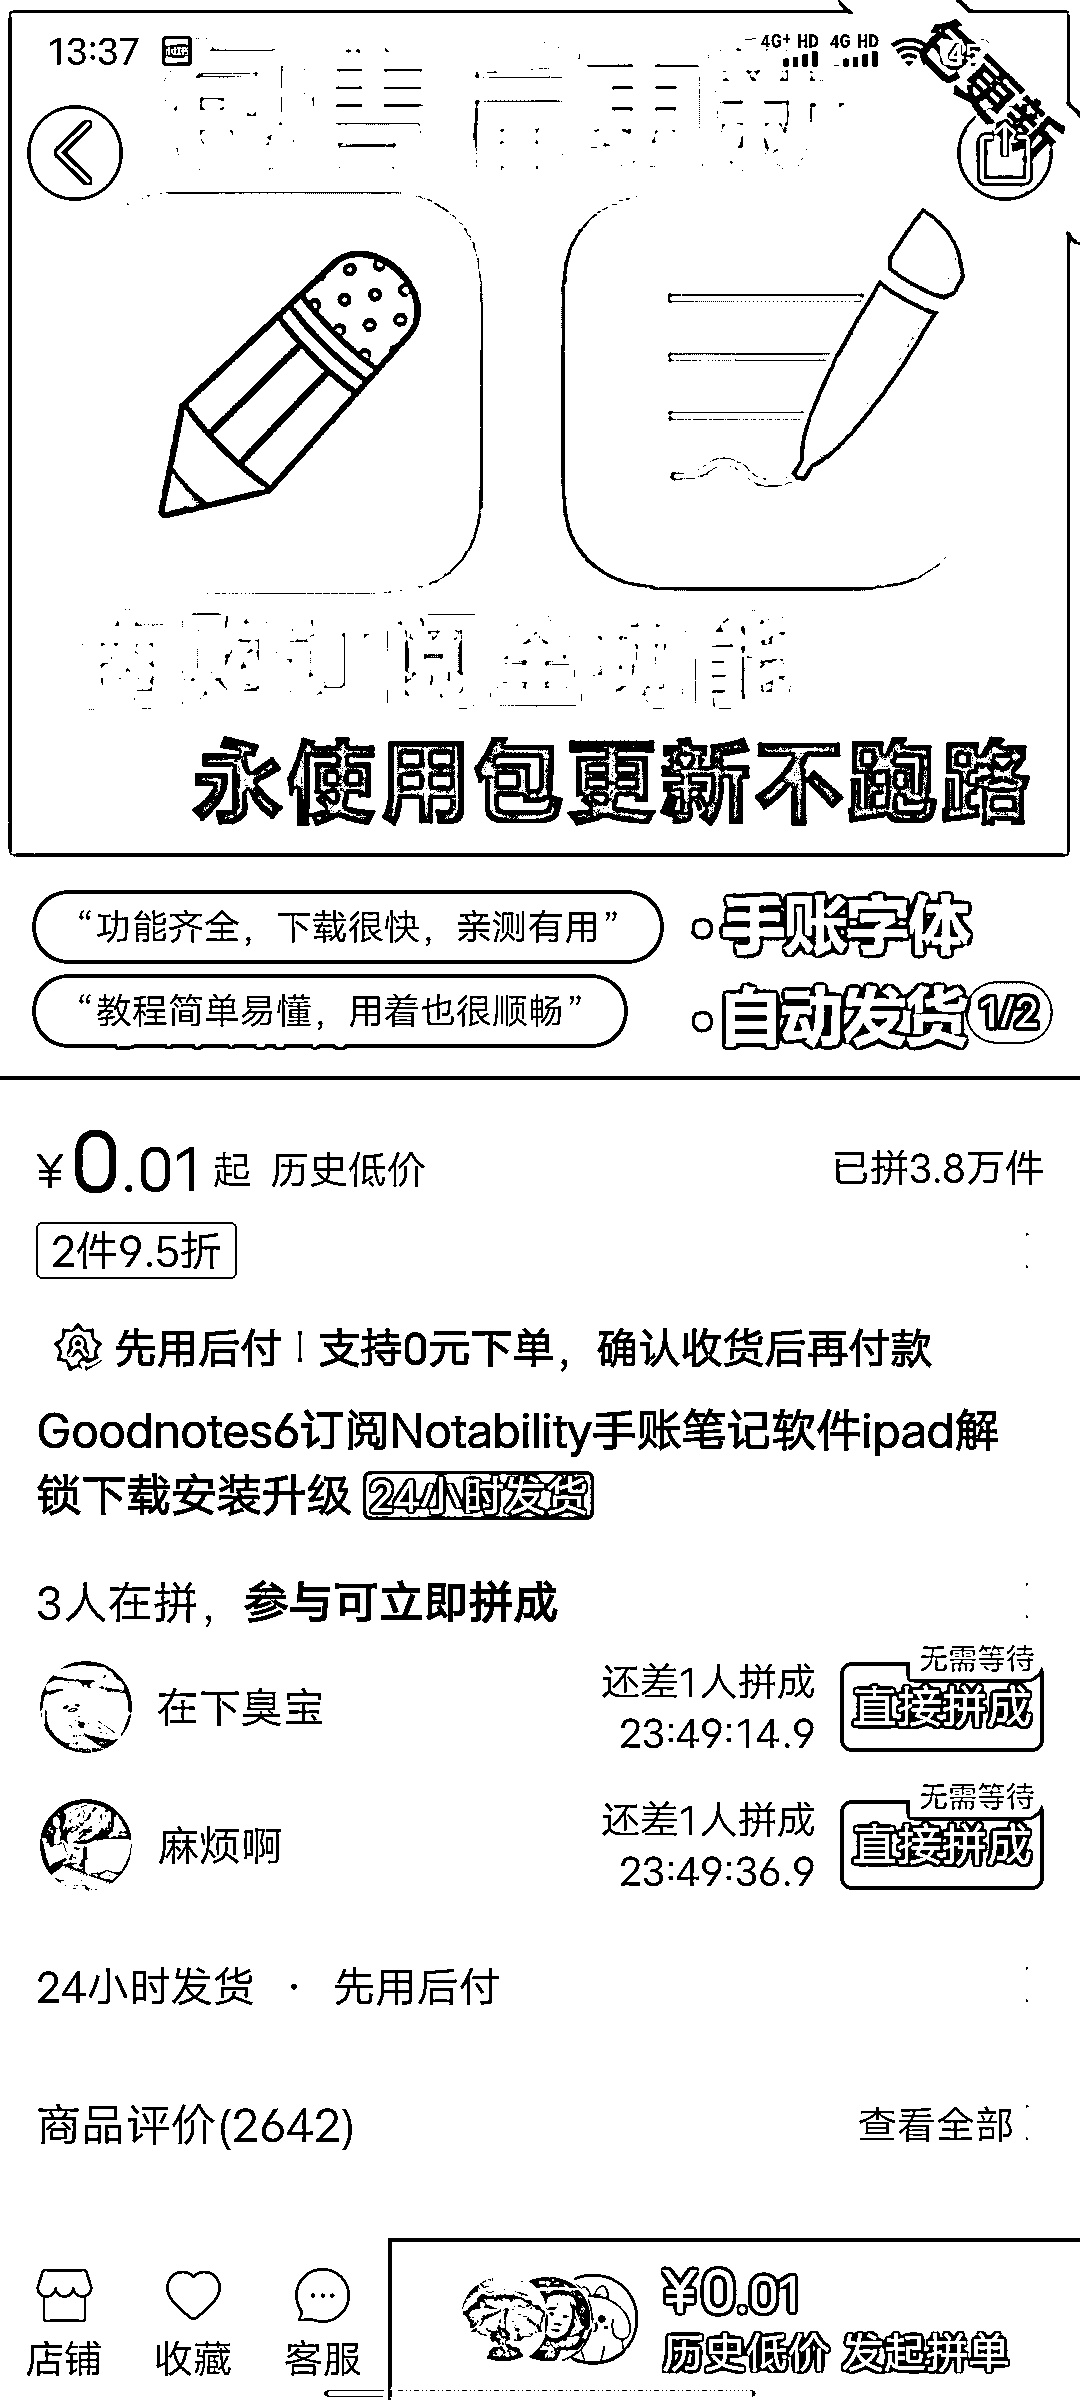 13:37
4G+ HD 4G HD
包更新
永使用包更新不跑路
“功能齐全，下载很快，亲测有用”
手账字体
“教程简单易懂，用着也很顺畅”
自动发货 1/2
¥0.01起 历史低价 已拼3.8万件
2件9.5折
先用后付 | 支持0元下单，确认收货后再付款
Goodnotes6订阅Notability手账笔记软件ipad解
锁下载安装升级 24小时发货
3人在拼，参与可立即拼成
在下臭宝 还差1人拼成 23:49:14.9 无需等待 直接拼成
麻烦啊 还差1人拼成 23:49:36.9 无需等待 直接拼成
24小时发货 · 先用后付
商品评价(2642) 查看全部
店铺 收藏 客服
¥0.01
历史低价 发起拼单